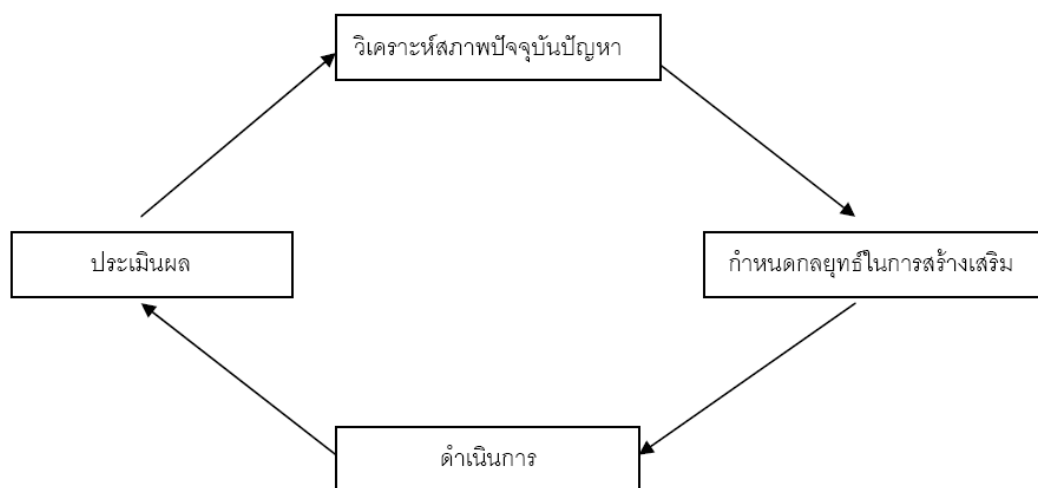 วิเคราะห์สภาพปัจจุบันปัญหา
ประเมินผล
กำหนดกลยุทธ์ในการสร้างเสริม
ดำเนินการ